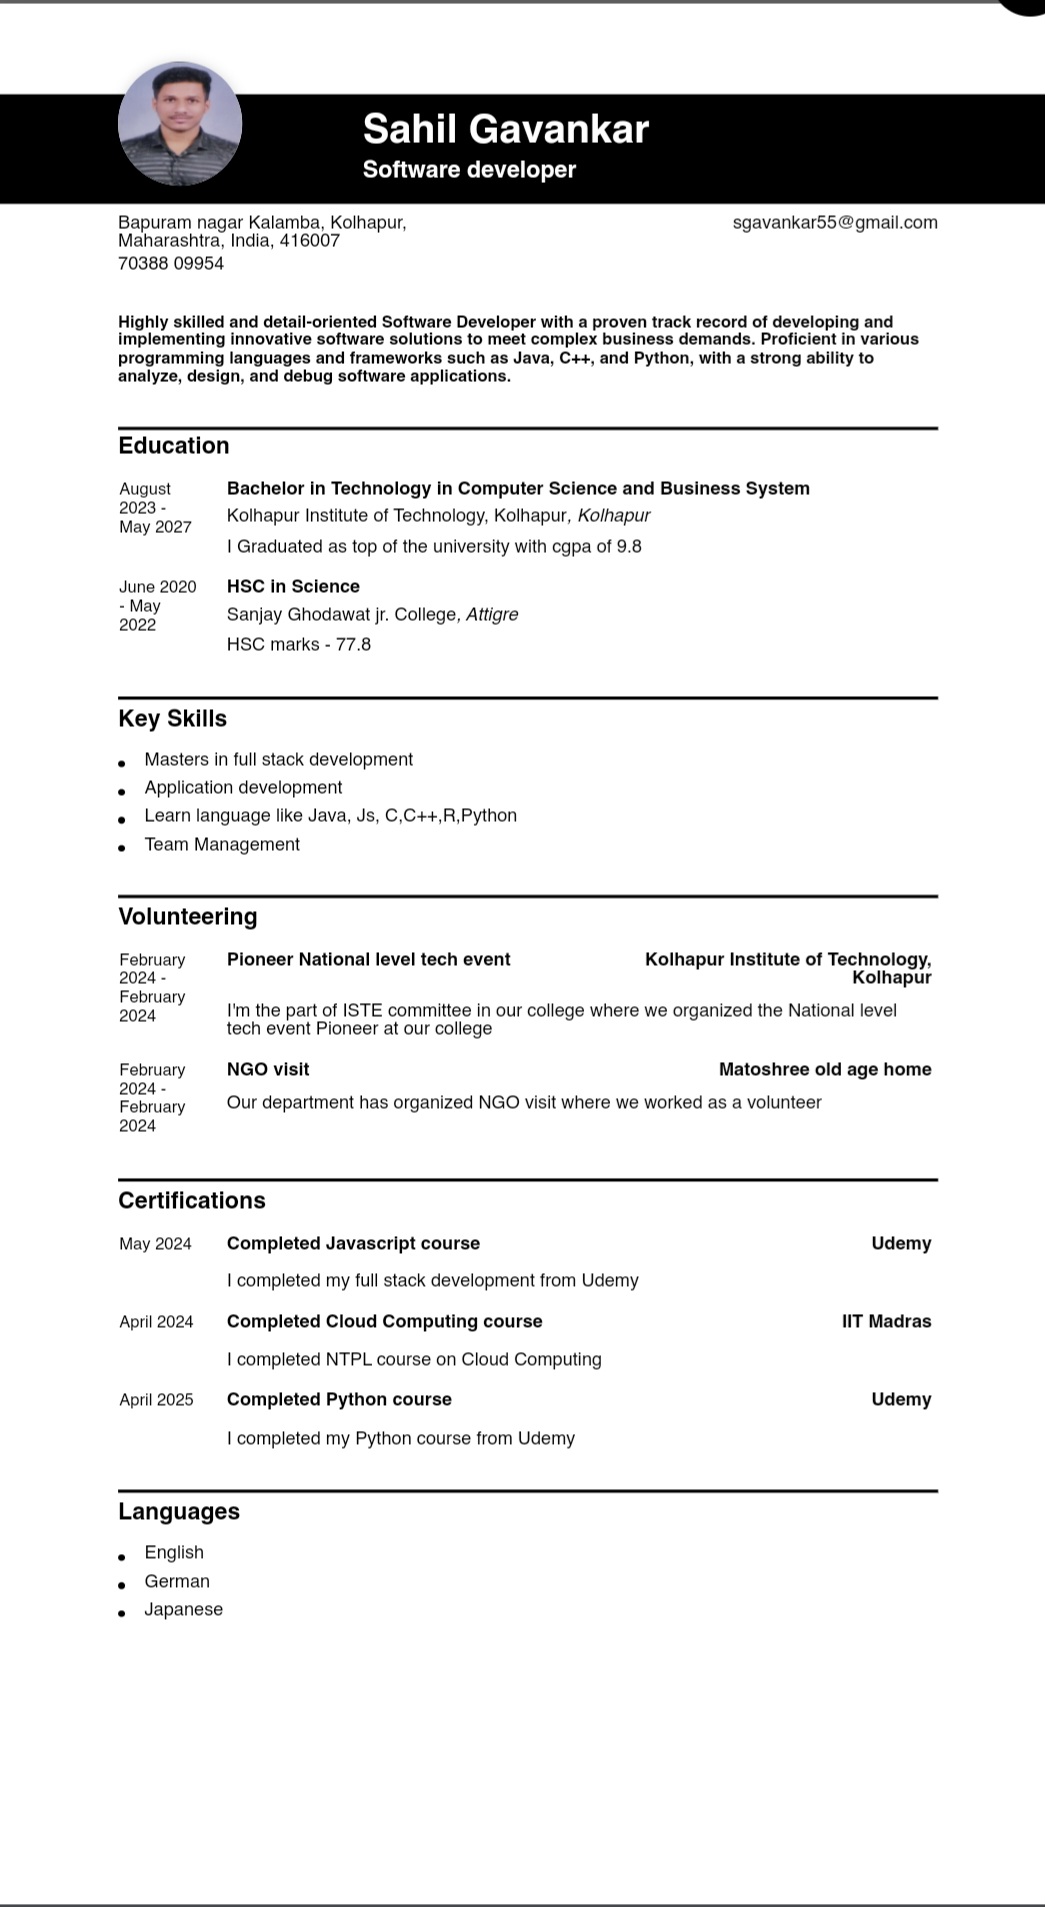 Sahil Gavankar
Software developer
Bapuram nagar Kalamba, Kolhapur,
Maharashtra, India, 416007
70388 09954
sgavankar55@gmail.com
Highly skilled and detail-oriented Software Developer with a proven track record of developing and
implementing innovative software solutions to meet complex business demands. Proficient in various
programming languages and frameworks such as Java, C++, and Python, with a strong ability to
analyze, design, and debug software applications.
Education
August
2023 -
May 2027
Bachelor in Technology in Computer Science and Business System
Kolhapur Institute of Technology, Kolhapur, Kolhapur
I Graduated as top of the university with cgpa of 9.8
June 2020
- May
2022
HSC in Science
Sanjay Ghodawat jr. College, Attigre
HSC marks - 77.8
Key Skills
• Masters in full stack development
• Application development
• Learn language like Java, Js, C,C++,R,Python
• Team Management
Volunteering
February
2024 -
February
2024
Pioneer National level tech event
Kolhapur Institute of Technology,
Kolhapur
I'm the part of ISTE committee in our college where we organized the National level
tech event Pioneer at our college
February
2024 -
February
2024
NGO visit
Matoshree old age home
Our department has organized NGO visit where we worked as a volunteer
Certifications
May 2024
Completed Javascript course
Udemy
I completed my full stack development from Udemy
April 2024
Completed Cloud Computing course
IIT Madras
I completed NTPL course on Cloud Computing
April 2025
Completed Python course
Udemy
I completed my Python course from Udemy
Languages
• English
• German
• Japanese